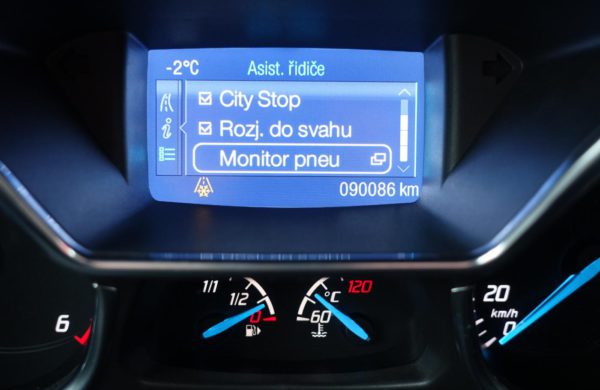 -2°C Asist. řidiče
City Stop
Rozj. do svahu
Monitor pneu
090086 km
1/1
1/2
0
°C
120
60
6
20
km/h
0